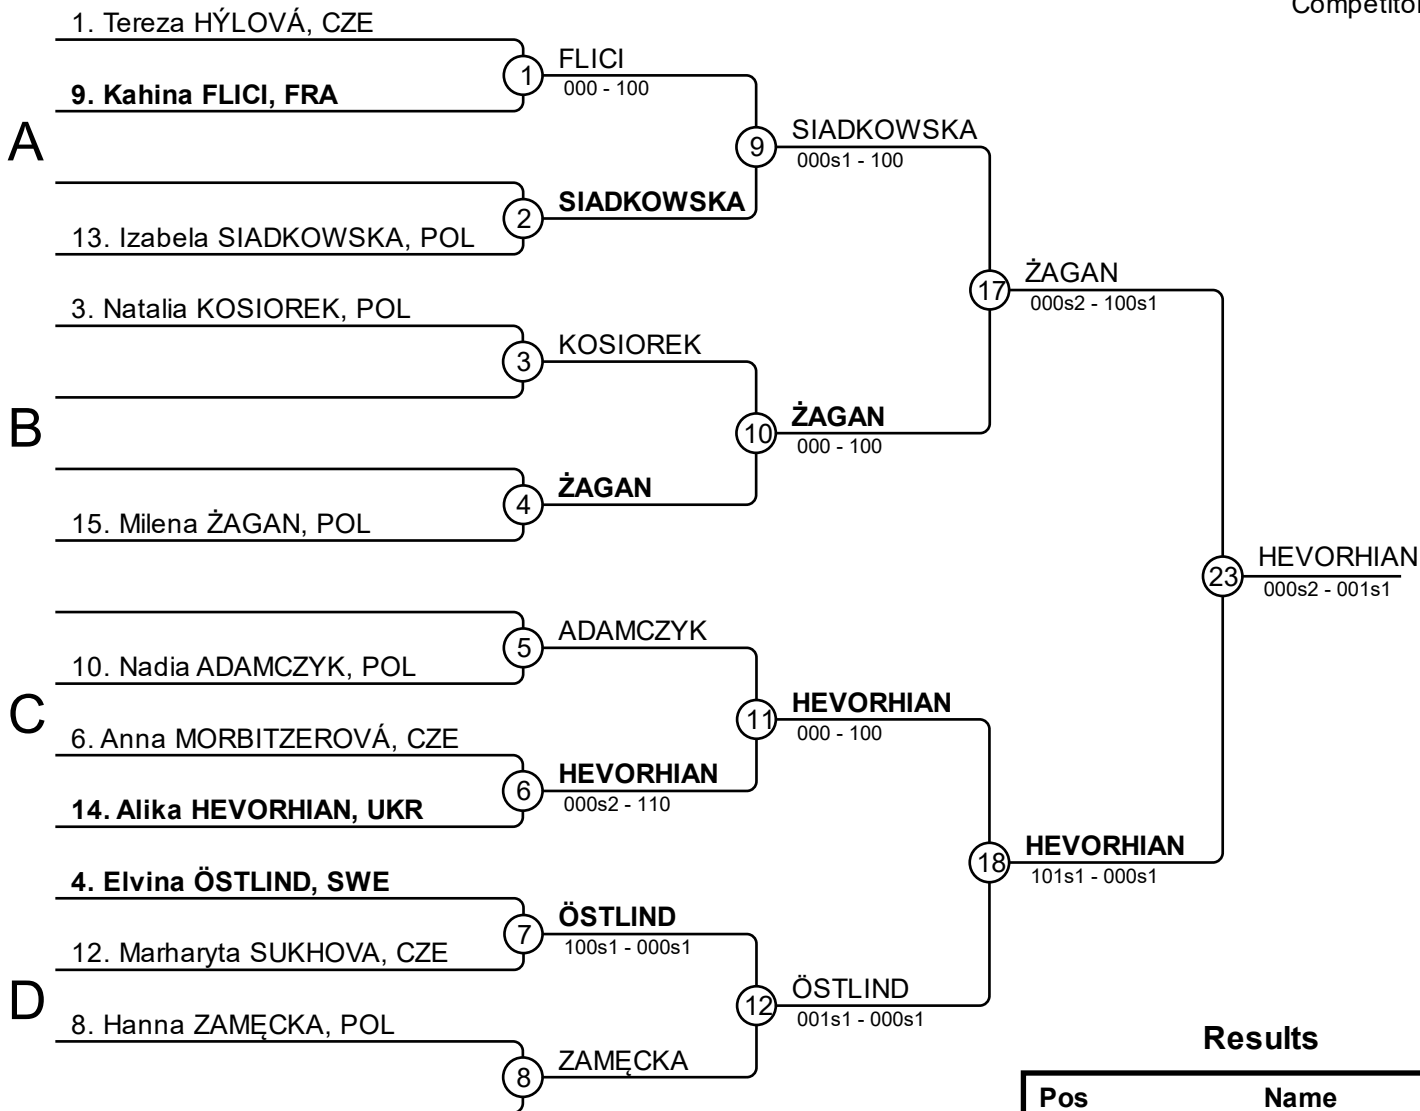 Competitor
1. Tereza HÝLOVÁ, CZE
1
FLICI
000 - 100
9. Kahina FLICI, FRA
A
9
SIADKOWSKA
000s1 - 100
2
SIADKOWSKA
13. Izabela SIADKOWSKA, POL
17
ŻAGAN
000s2 - 100s1
3. Natalia KOSIOREK, POL
3
KOSIOREK
B
10
ŻAGAN
000 - 100
4
ŻAGAN
15. Milena ŻAGAN, POL
23
HEVORHIAN
000s2 - 001s1
5
ADAMCZYK
10. Nadia ADAMCZYK, POL
C
11
HEVORHIAN
000 - 100
6. Anna MORBITZEROVÁ, CZE
6
HEVORHIAN
000s2 - 110
14. Alika HEVORHIAN, UKR
18
HEVORHIAN
101s1 - 000s1
4. Elvina ÖSTLIND, SWE
7
ÖSTLIND
100s1 - 000s1
12. Marharyta SUKHOVA, CZE
D
12
ÖSTLIND
001s1 - 000s1
8. Hanna ZAMĘCKA, POL
8
ZAMĘCKA
Results
Pos Name